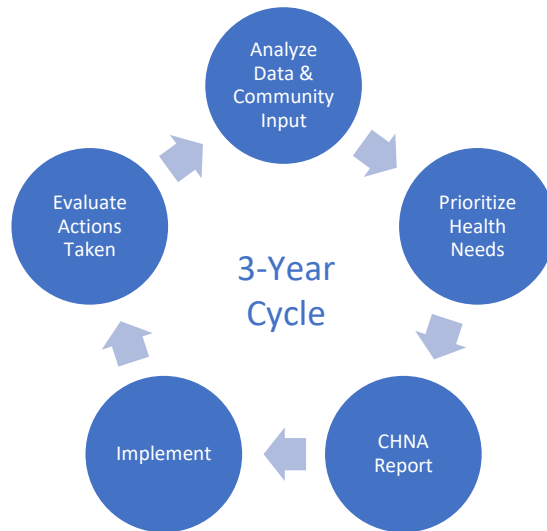 Analyze
Data &
Community
Input
Prioritize
Health
Needs
CHNA
Report
Implement
Evaluate
Actions
Taken
3-Year
Cycle